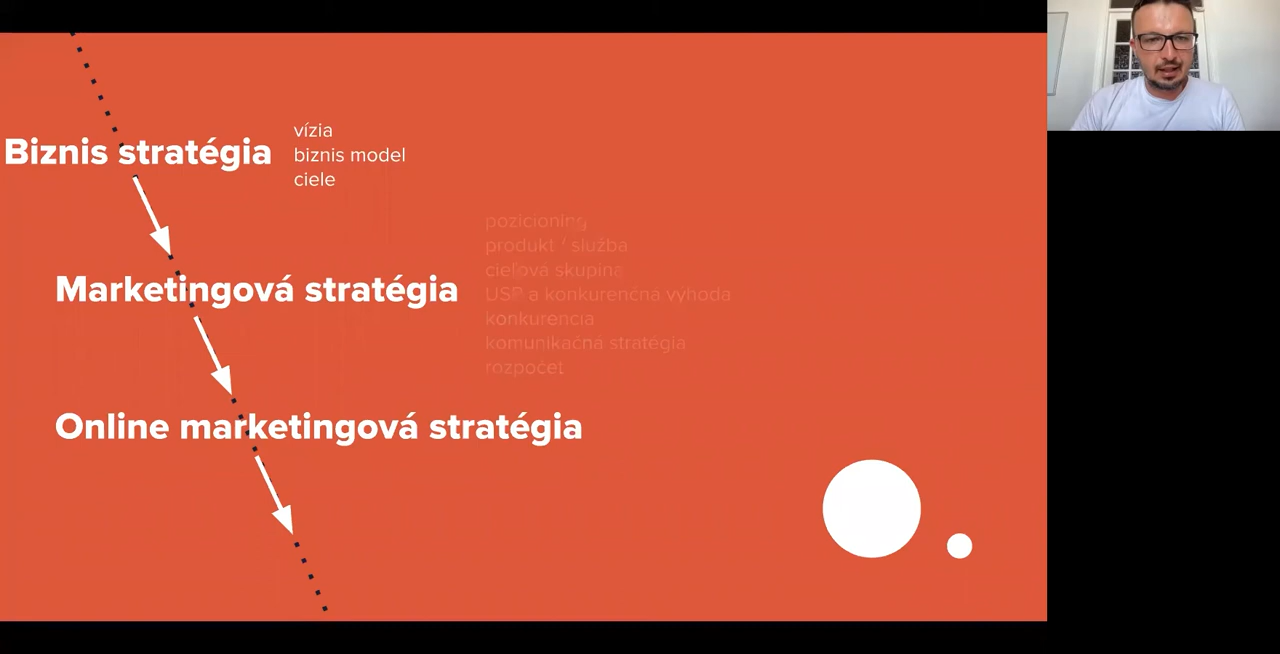 Biznis stratégia
vízia
biznis model
ciele
pozicioning
produkt / služba
cieľová skupina
USP a konkurenčná výhoda
konkurencia
komunikačná stratégia
rozpočet
Marketingová stratégia
Online marketingová stratégia